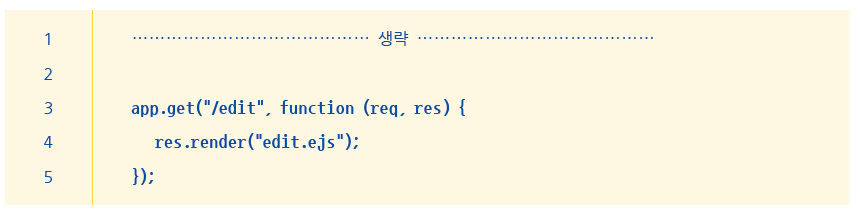 1 ········································ 생략 ········································
2
3 app.get("/edit", function (req, res) {
4 res.render("edit.ejs");
5 });